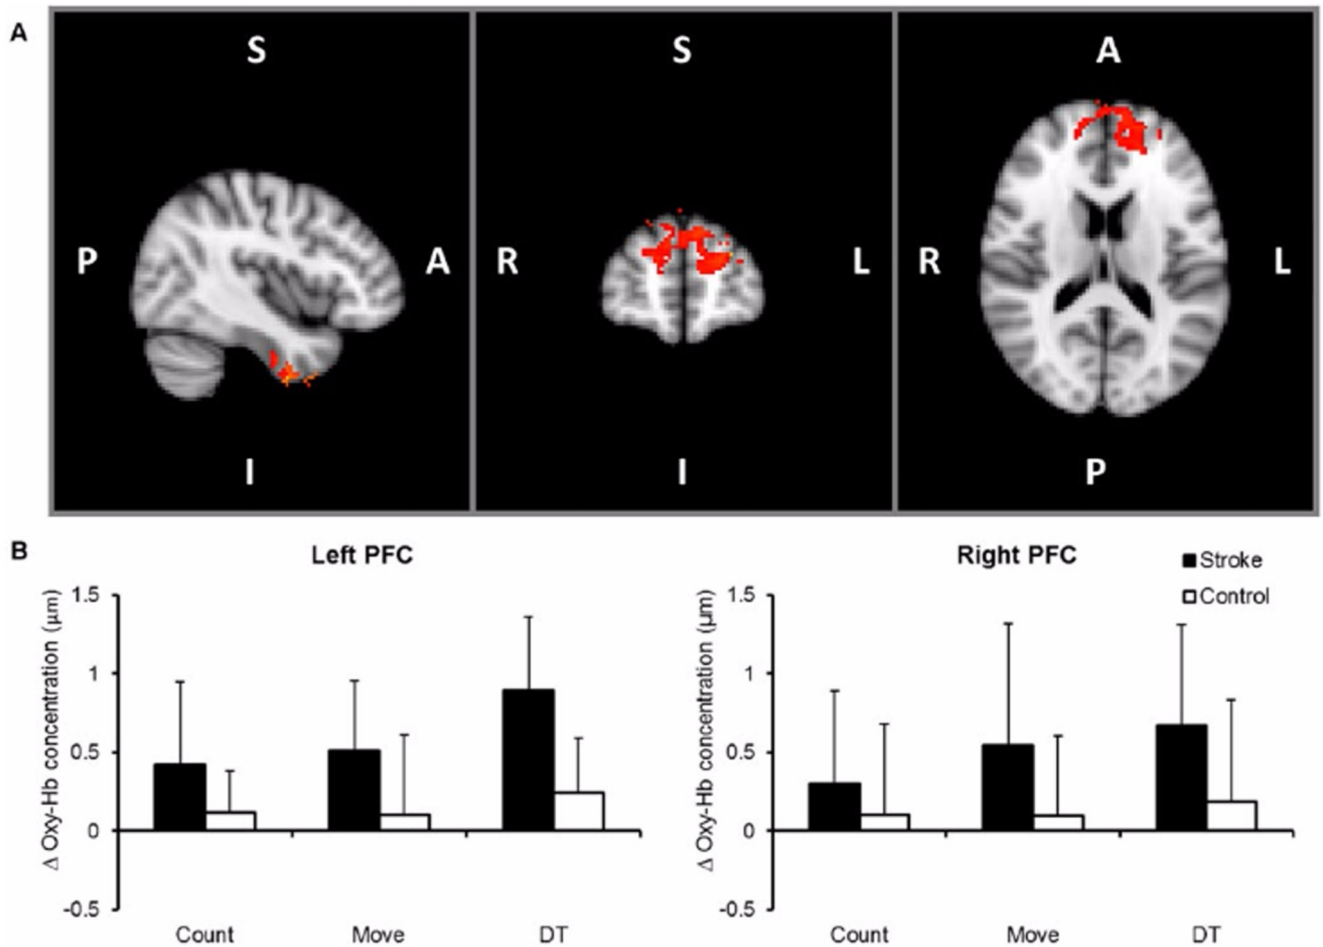 A
S
S
A
P
A
R
L
R
L
I
I
P
B
Left PFC
Right PFC
Stroke
Control
Δ Oxy-Hb concentration (μm)
1.5
1
0.5
0
-0.5
Count
Move
DT
Δ Oxy-Hb concentration (μm)
1.5
1
0.5
0
-0.5
Count
Move
DT